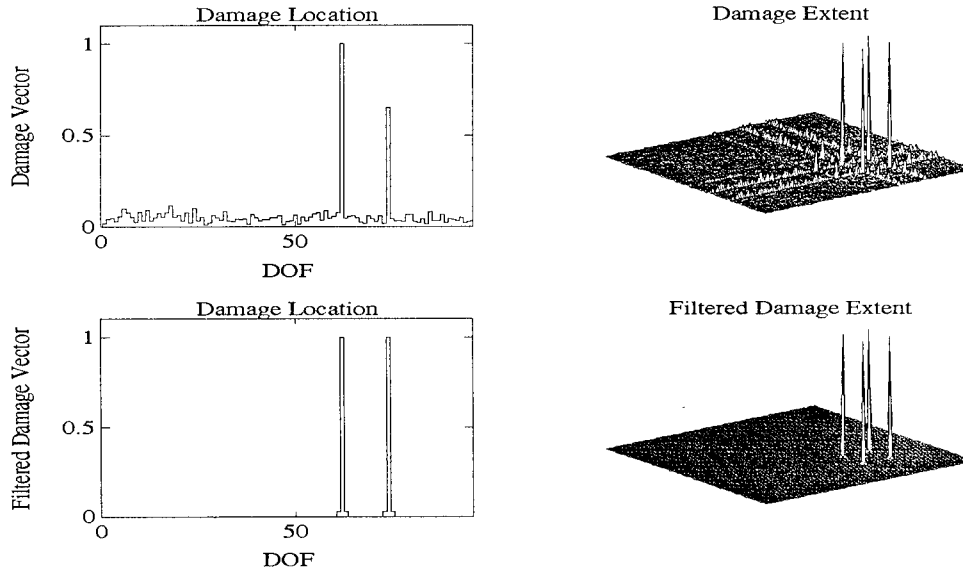 Damage Location
Damage Vector
1
0.5
0
0
50
DOF
Damage Extent
Damage Location
Filtered Damage Vector
1
0.5
0
0
50
DOF
Filtered Damage Extent